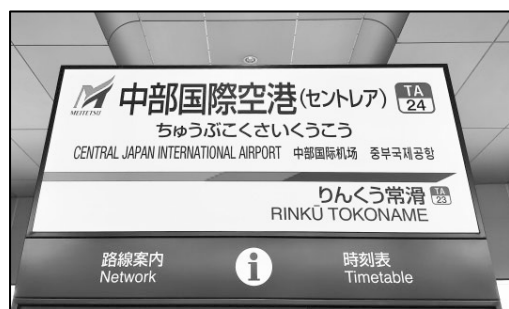 MEITETSU
中部国際空港(セントレア) TA 24
ちゅうぶこくさいくうこう
CENTRAL JAPAN INTERNATIONAL AIRPORT 中部国际机场 중부국제공항
りんくう常滑 TA 23
RINKŪ TOKONAME
路線案内 i 時刻表
Network Timetable